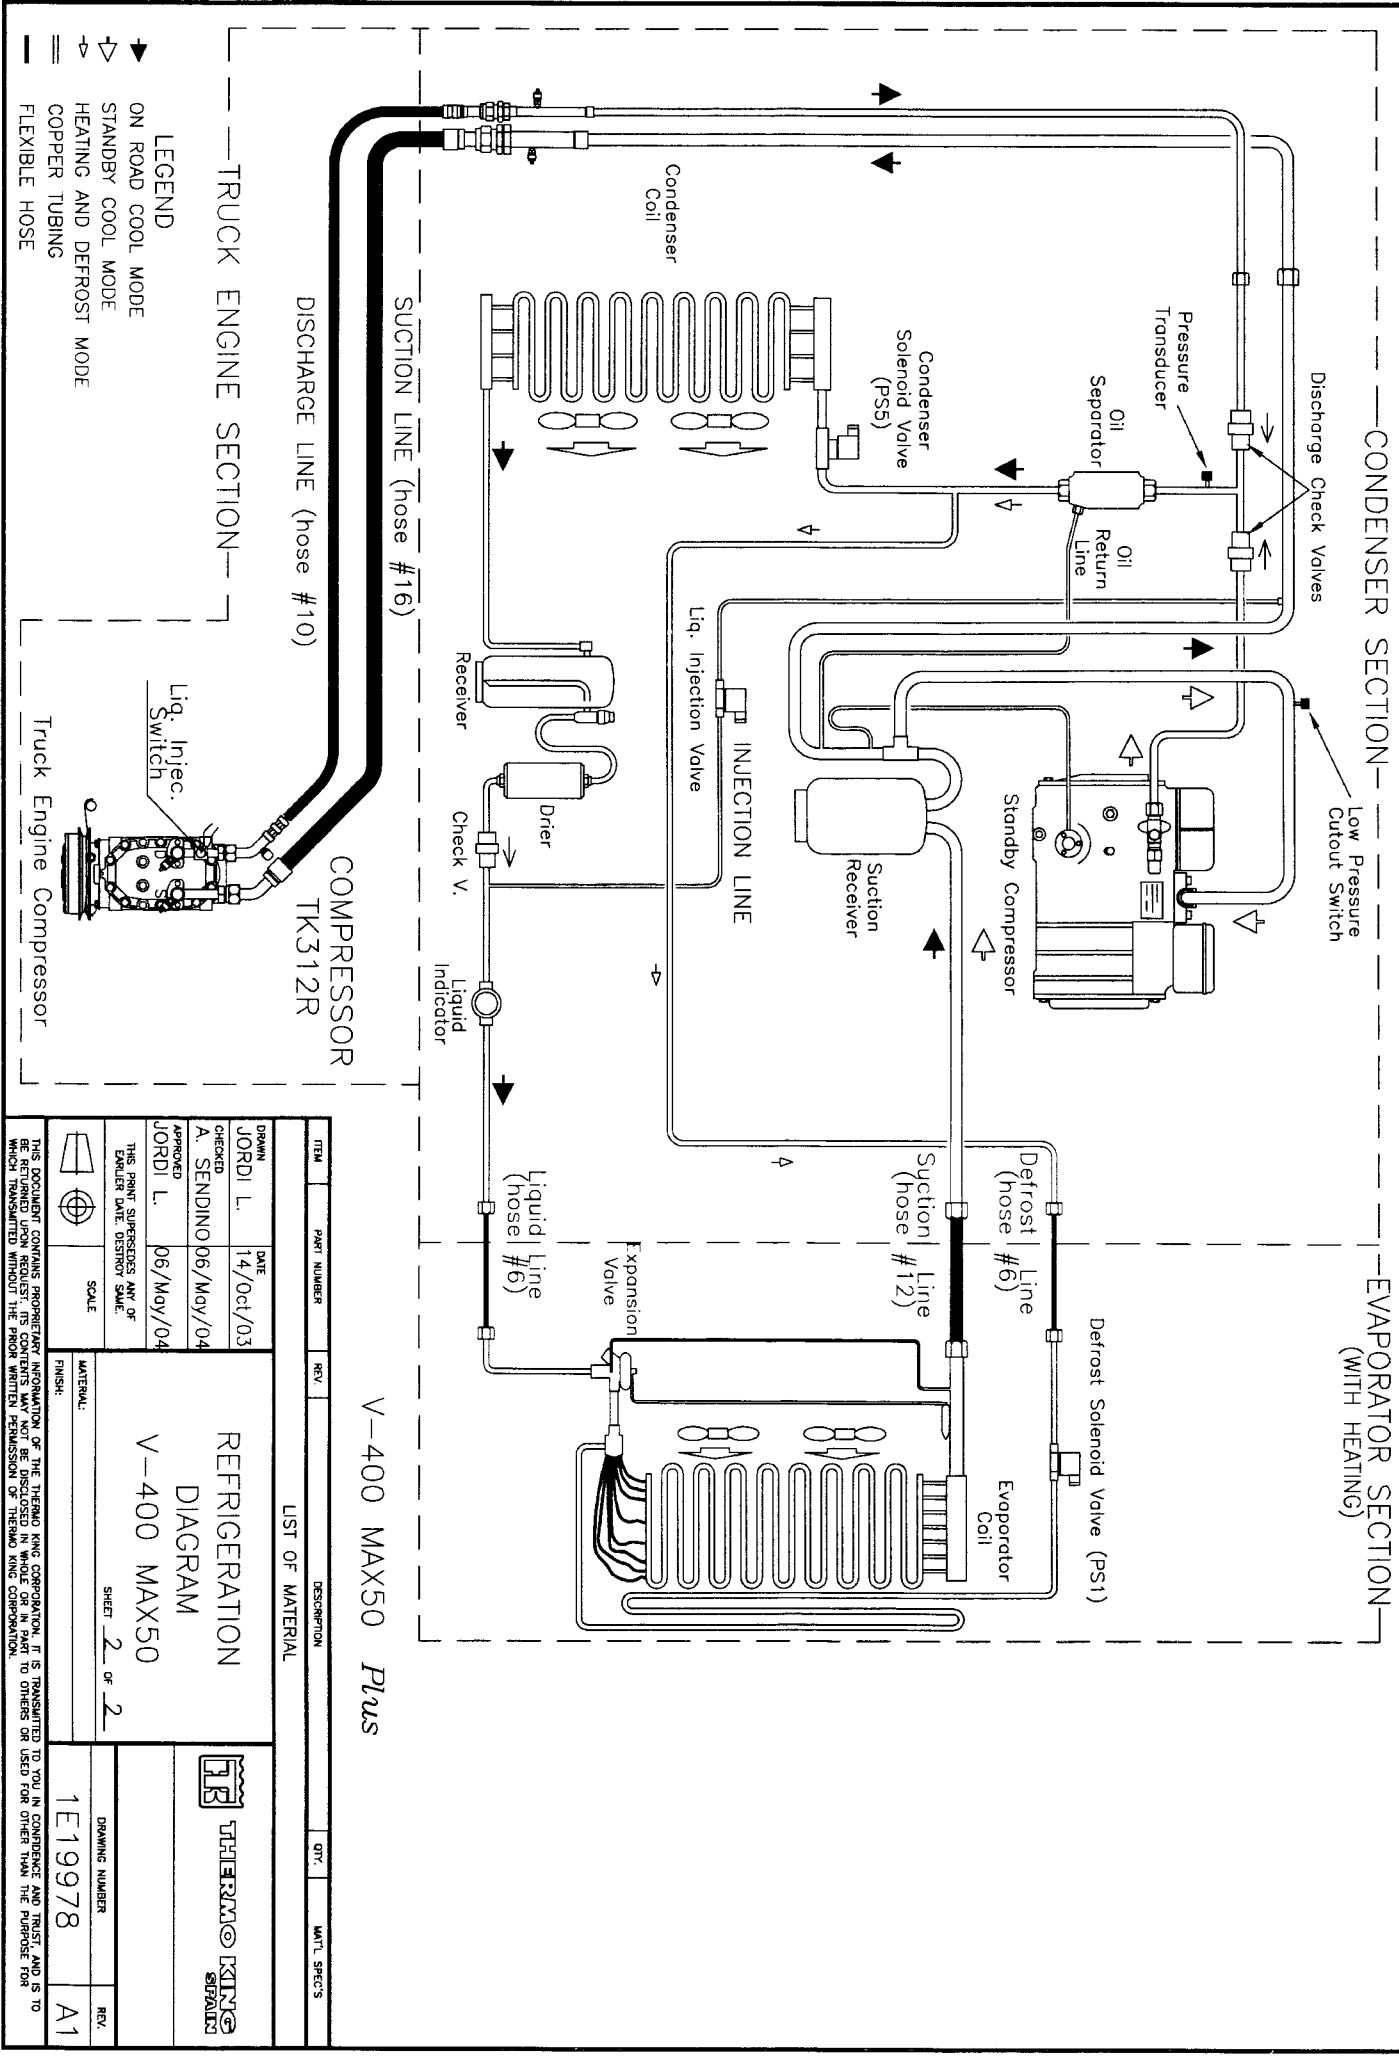 CONDENSER SECTION
EVAPORATOR SECTION
(WITH HEATING)
Discharge Check Valves
Low Pressure
Cutout Switch
Pressure
Transducer
Oil
Separator
Oil
Return
Line
Standby Compressor
Defrost Solenoid Valve (PS1)
Condenser
Solenoid Valve
(PS5)
Suction
Receiver
Defrost Line
(hose #6)
Suction Line
(hose #12)
Evaporator
Coil
Condenser
Coil
Liq. Injection Valve
INJECTION LINE
Expansion
Valve
Receiver
Drier
Check V.
Liquid
Indicator
Liquid Line
(hose #6)
SUCTION LINE (hose #16)
DISCHARGE LINE (hose #10)
COMPRESSOR
TK312R
V-400 MAX50 Plus
TRUCK ENGINE SECTION
Liq. Injec.
Switch
Truck Engine Compressor
LEGEND
ON ROAD COOL MODE
STANDBY COOL MODE
HEATING AND DEFROST MODE
COPPER TUBING
FLEXIBLE HOSE
ITEM
PART NUMBER
REV.
DESCRIPTION
QTY.
MAT'L SPEC'S
LIST OF MATERIAL
DRAWN
JORDI L.
DATE
14/Oct/03
CHECKED
A. SENDINO
06/May/04
APPROVED
JORDI L.
06/May/04
THIS PRINT SUPERSEDES ANY OF
EARLIER DATE. DESTROY SAME.
SCALE
REFRIGERATION
DIAGRAM
V-400 MAX50
SHEET 2 OF 2
MATERIAL:
FINISH:
THERMO KING
SPAIN
DRAWING NUMBER
1E19978
REV.
A1
THIS DOCUMENT CONTAINS PROPRIETARY INFORMATION OF THE THERMO KING CORPORATION. IT IS TRANSMITTED TO YOU IN CONFIDENCE AND TRUST, AND IS TO
BE RETURNED UPON REQUEST. ITS CONTENTS MAY NOT BE DISCLOSED IN WHOLE OR IN PART TO OTHERS OR USED FOR OTHER THAN THE PURPOSE FOR
WHICH TRANSMITTED WITHOUT THE PRIOR WRITTEN PERMISSION OF THERMO KING CORPORATION.